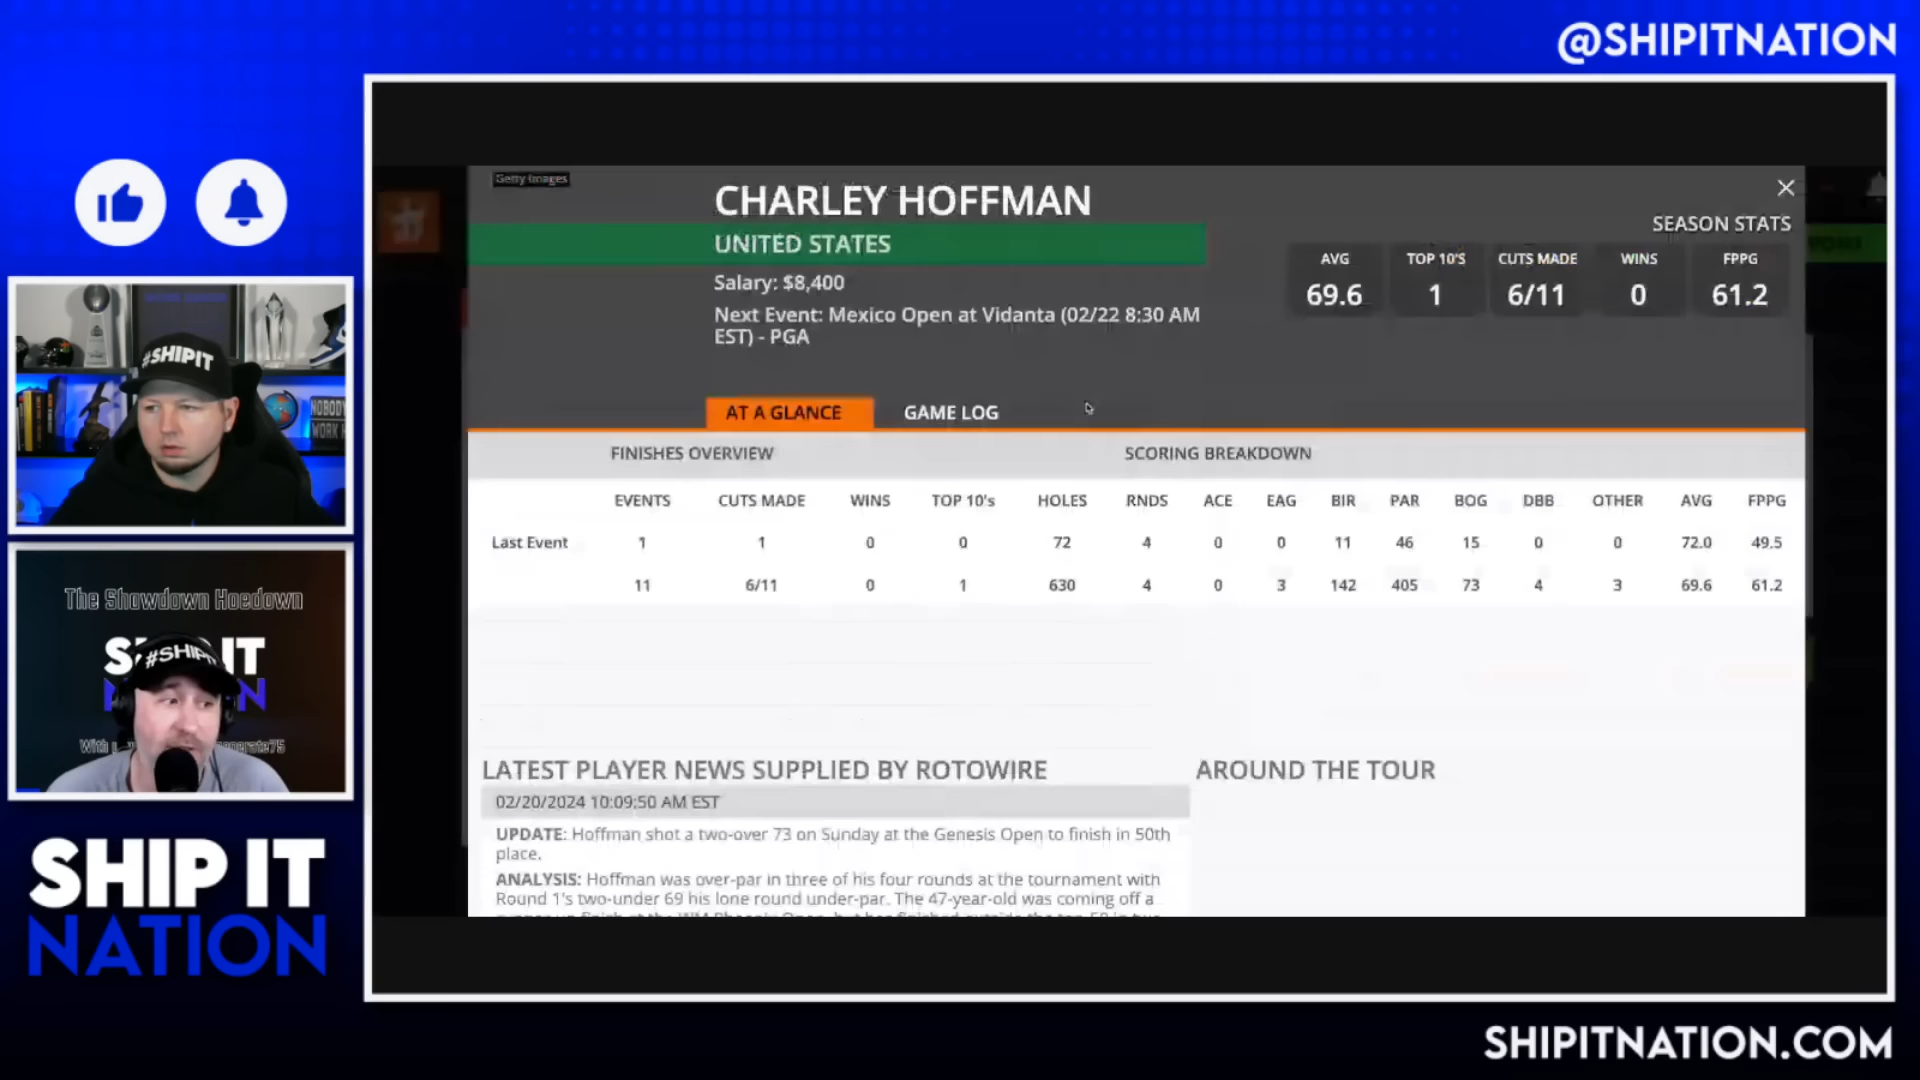 @SHIPITNATION
Getty Images
CHARLEY HOFFMAN
UNITED STATES
Salary: $8,400
Next Event: Mexico Open at Vidanta (02/22 8:30 AM
EST) - PGA
SEASON STATS
AVG TOP 10'S CUTS MADE WINS FPPG
69.6 1 6/11 0 61.2
AT A GLANCE GAME LOG
FINISHES OVERVIEW SCORING BREAKDOWN
EVENTS CUTS MADE WINS TOP 10's HOLES RNDS ACE EAG BIR PAR BOG DBB OTHER AVG FPPG
Last Event 1 1 0 0 72 4 0 0 11 46 15 0 0 72.0 49.5
11 6/11 0 1 630 4 0 3 142 405 73 4 3 69.6 61.2
LATEST PLAYER NEWS SUPPLIED BY ROTOWIRE
AROUND THE TOUR
02/20/2024 10:09:50 AM EST
UPDATE: Hoffman shot a two-over 73 on Sunday at the Genesis Open to finish in 50th
place.
ANALYSIS: Hoffman was over-par in three of his four rounds at the tournament with
Round 1's two-under 69 his lone round under-par. The 47-year-old was coming off a
#SHIPIT
NOBODY
WORK
The Showdown Hoedown
#SHIPIT
With
SHIP IT
NATION
SHIPITNATION.COM